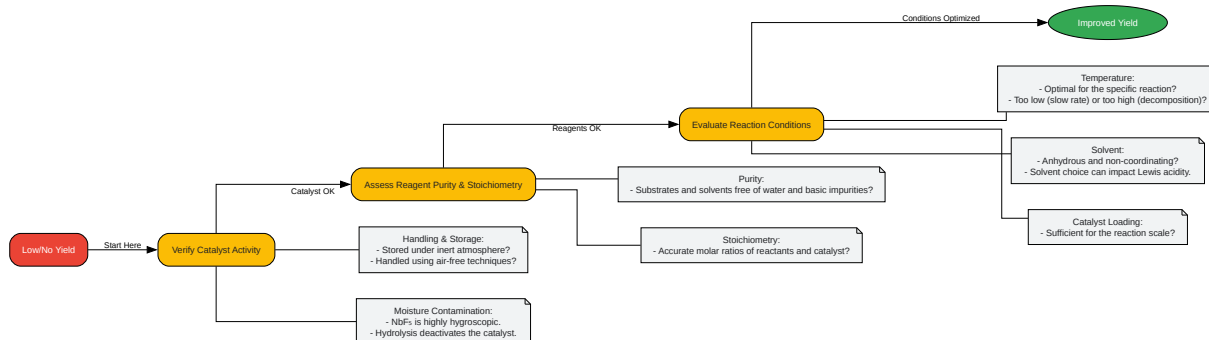 Conditions Optimized
Improved Yield
Temperature:
- Optimal for the specific reaction?
- Too low (slow rate) or too high (decomposition)?
Evaluate Reaction Conditions
Reagents OK
Solvent:
- Anhydrous and non-coordinating?
- Solvent choice can impact Lewis acidity.
Assess Reagent Purity & Stoichiometry
Catalyst OK
Purity:
- Substrates and solvents free of water and basic impurities?
Catalyst Loading:
- Sufficient for the reaction scale?
Low/No Yield
Start Here
Verify Catalyst Activity
Handling & Storage:
- Stored under inert atmosphere?
- Handled using air-free techniques?
Stoichiometry:
- Accurate molar ratios of reactants and catalyst?
Moisture Contamination:
- NbF₅ is highly hygroscopic.
- Hydrolysis deactivates the catalyst.